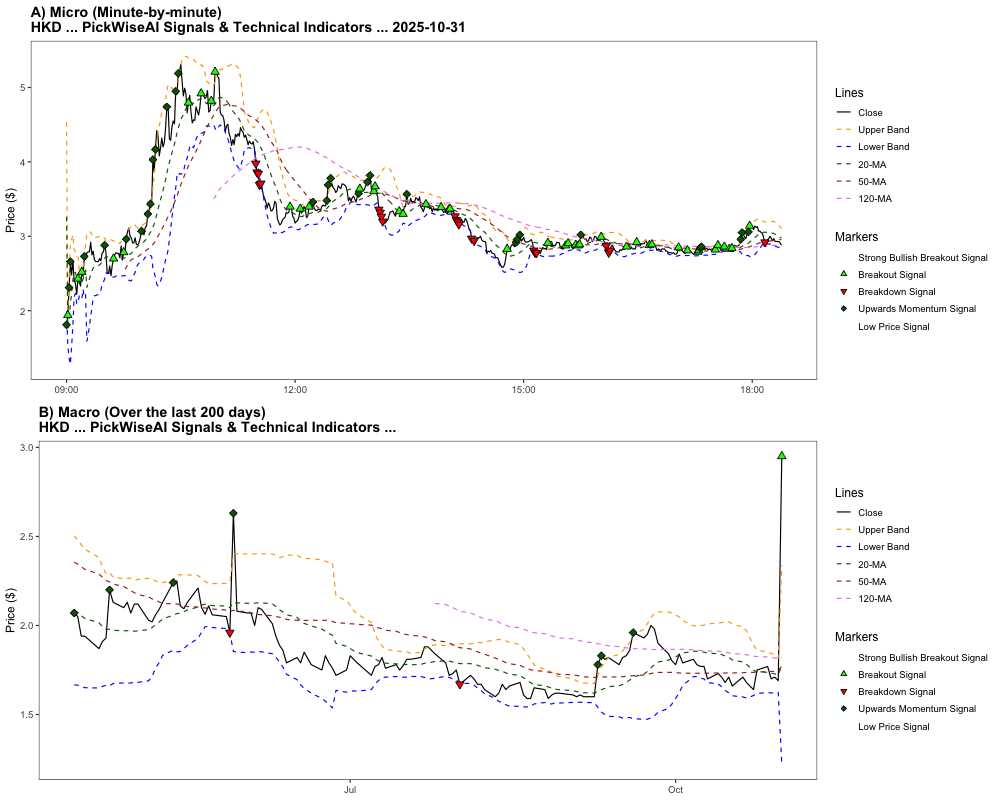 A) Micro (Minute-by-minute)
HKD ... PickWiseAI Signals & Technical Indicators ... 2025-10-31
Price ($)
5
4
3
2
09:00
12:00
15:00
18:00
Lines
Close
Upper Band
Lower Band
20-MA
50-MA
120-MA
Markers
Strong Bullish Breakout Signal
Breakout Signal
Breakdown Signal
Upwards Momentum Signal
Low Price Signal
B) Macro (Over the last 200 days)
HKD ... PickWiseAI Signals & Technical Indicators ...
Price ($)
3.0
2.5
2.0
1.5
Jul
Oct
Lines
Close
Upper Band
Lower Band
20-MA
50-MA
120-MA
Markers
Strong Bullish Breakout Signal
Breakout Signal
Breakdown Signal
Upwards Momentum Signal
Low Price Signal